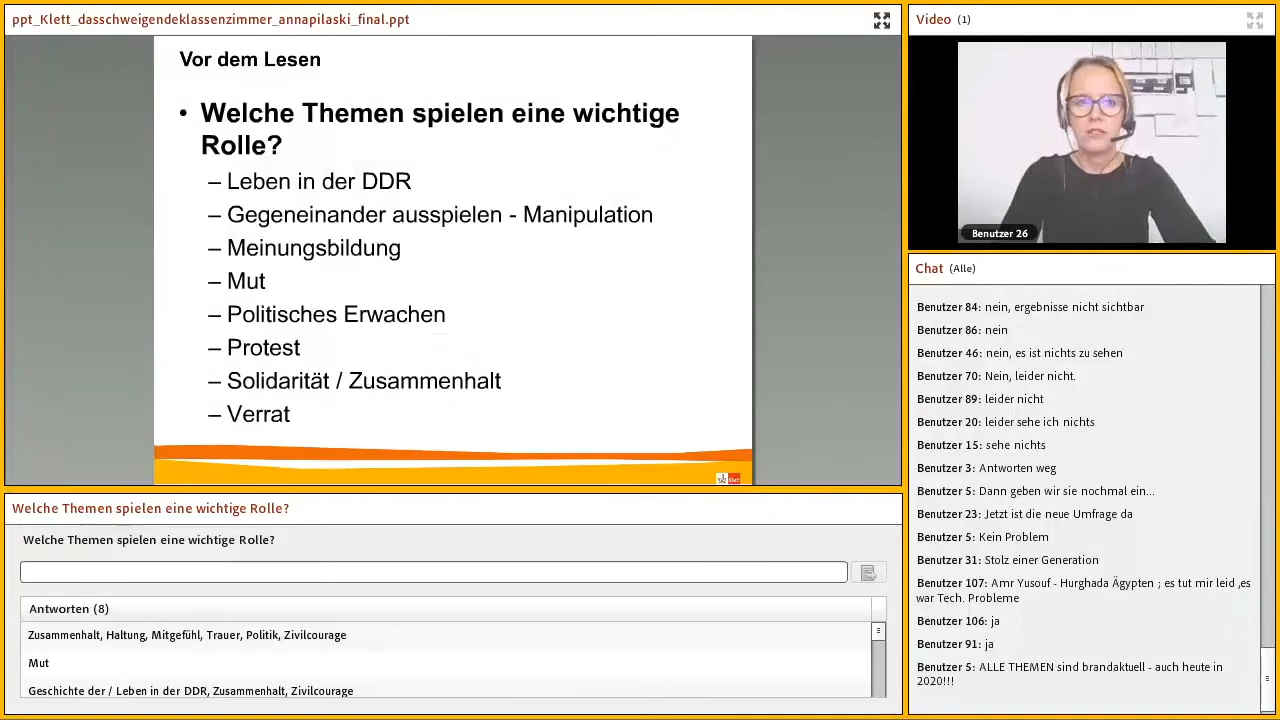 ppt_Klett_dasschweigendeklassenzimmer_annapilaski_final.ppt
Vor dem Lesen
• Welche Themen spielen eine wichtige
Rolle?
– Leben in der DDR
– Gegeneinander ausspielen - Manipulation
– Meinungsbildung
– Mut
– Politisches Erwachen
– Protest
– Solidarität / Zusammenhalt
– Verrat
Klett
Welche Themen spielen eine wichtige Rolle?
Welche Themen spielen eine wichtige Rolle?
Antworten (8)
Zusammenhalt, Haltung, Mitgefühl, Trauer, Politik, Zivilcourage
Mut
Geschichte der / Leben in der DDR, Zusammenhalt, Zivilcourage
Video (1)
Benutzer 26
Chat (Alle)
Benutzer 84: nein, ergebnisse nicht sichtbar
Benutzer 86: nein
Benutzer 46: nein, es ist nichts zu sehen
Benutzer 70: Nein, leider nicht.
Benutzer 89: leider nicht
Benutzer 20: leider sehe ich nichts
Benutzer 15: sehe nichts
Benutzer 3: Antworten weg
Benutzer 5: Dann geben wir sie nochmal ein...
Benutzer 23: Jetzt ist die neue Umfrage da
Benutzer 5: Kein Problem
Benutzer 31: Stolz einer Generation
Benutzer 107: Amr Yusouf - Hurghada Ägypten ; es tut mir leid ,es
war Tech. Probleme
Benutzer 106: ja
Benutzer 91: ja
Benutzer 5: ALLE THEMEN sind brandaktuell - auch heute in
2020!!!